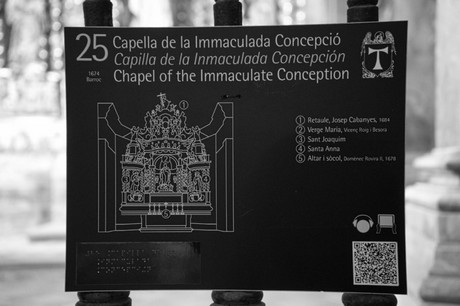 25
1674
Barroc
Capella de la Immaculada Concepció
Capilla de la Inmaculada Concepción
Chapel of the Immaculate Conception
1 Retaule, Josep Cabanyes, 1684
2 Verge Maria, Vicenç Roig i Besora
3 Sant Joaquim
4 Santa Anna
5 Altar i sòcol, Domènec Rovira II, 1679
1
5